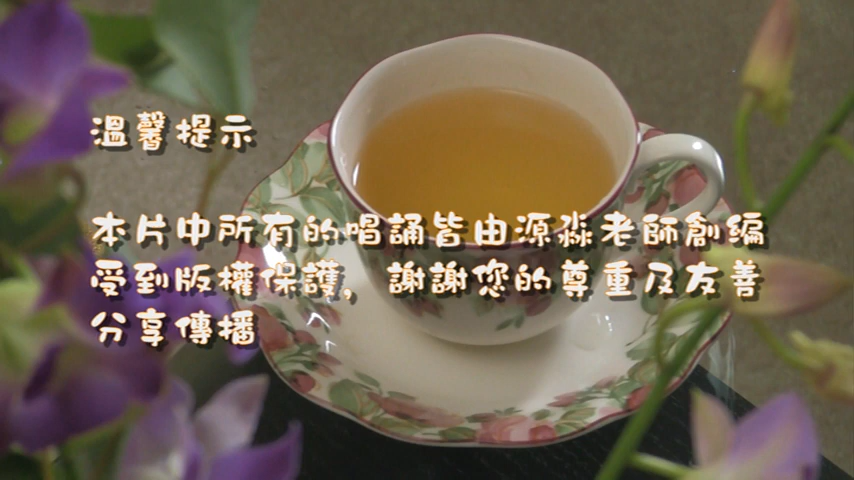 溫馨提示
本片中所有的唱誦皆由源淼老師創編
受到版權保護，謝謝您的尊重及友善
分享傳播